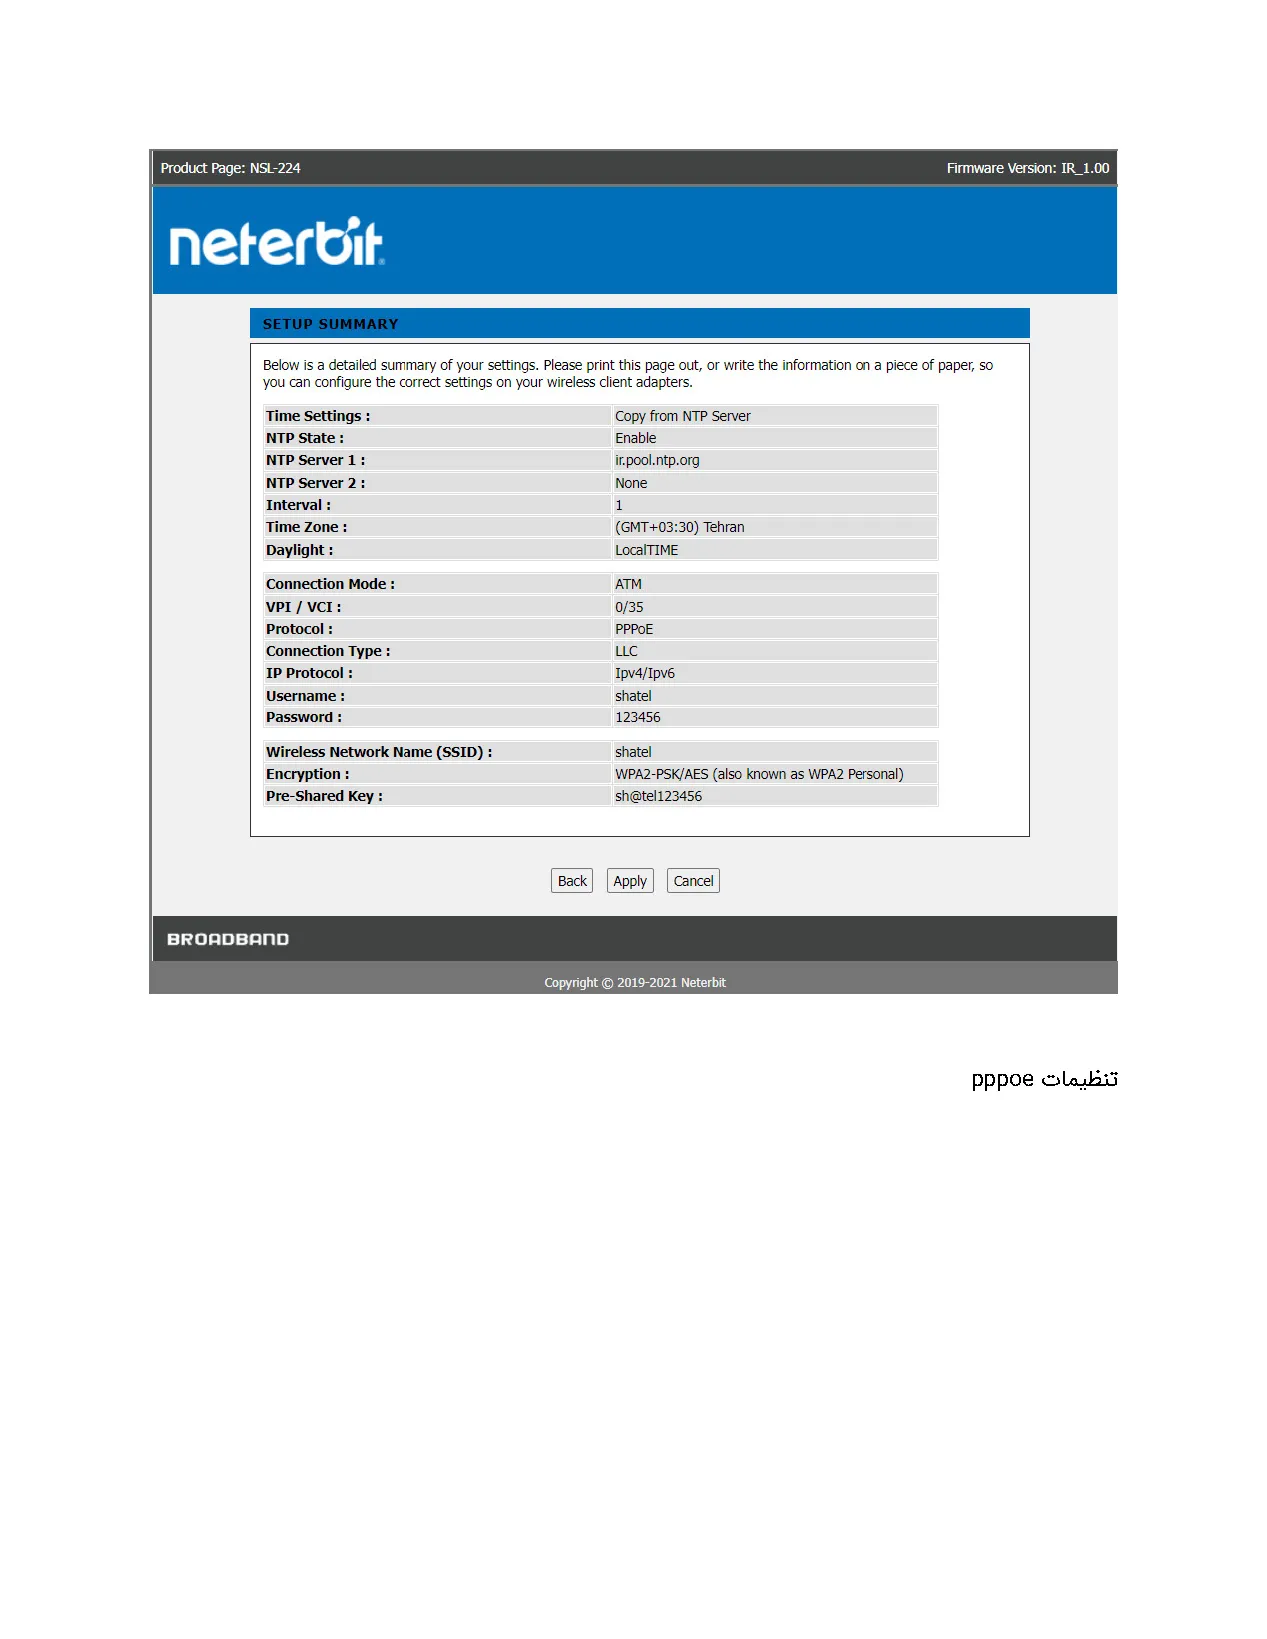 Product Page: NSL-224 Firmware Version: IR_1.00
neterbit
SETUP SUMMARY
Below is a detailed summary of your settings. Please print this page out, or write the information on a piece of paper, so
you can configure the correct settings on your wireless client adapters.
Time Settings : Copy from NTP Server
NTP State : Enable
NTP Server 1 : ir.pool.ntp.org
NTP Server 2 : None
Interval : 1
Time Zone : (GMT+03:30) Tehran
Daylight : LocalTIME
Connection Mode : ATM
VPI / VCI : 0/35
Protocol : PPPoE
Connection Type : LLC
IP Protocol : Ipv4/Ipv6
Username : shatel
Password : 123456
Wireless Network Name (SSID) : shatel
Encryption : WPA2-PSK/AES (also known as WPA2 Personal)
Pre-Shared Key : sh@tel123456
Back Apply Cancel
BROADBAND
Copyright © 2019-2021 Neterbit
تنظیمات pppoe